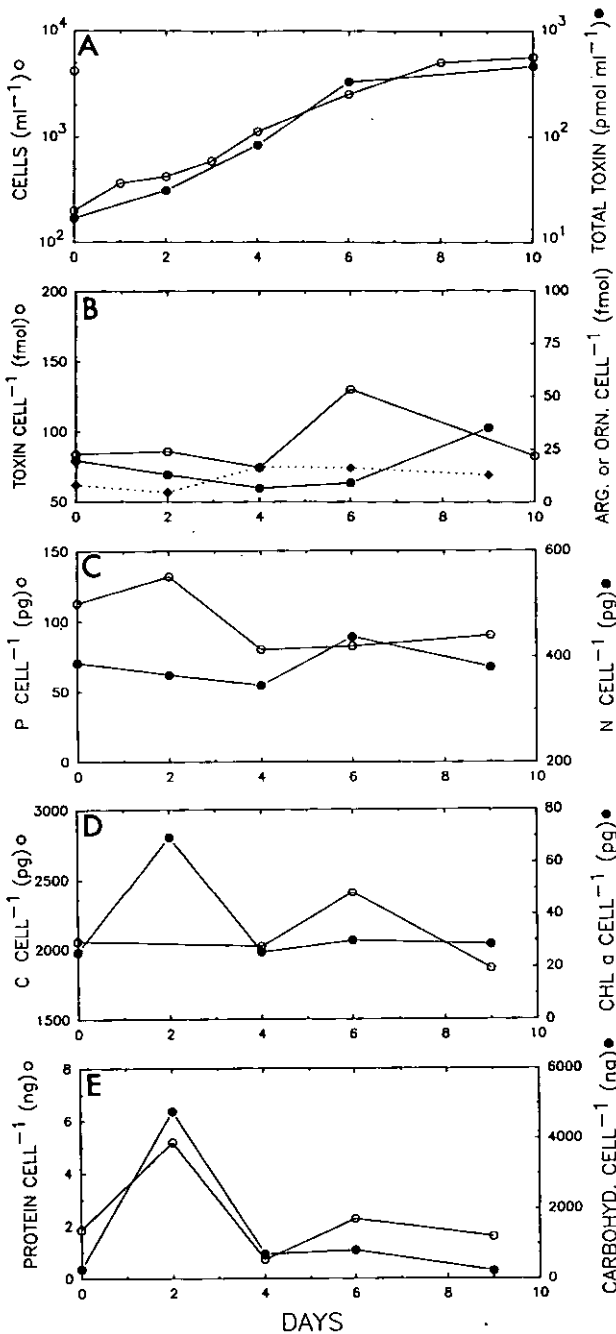 A
CELLS (ml⁻¹)○
TOTAL TOXIN (pmol ml⁻¹)●
10⁴
10³
10²
10³
10²
10¹
0 2 4 6 8 10
B
TOXIN CELL⁻¹ (fmol)○
ARG. or ORN. CELL⁻¹ (fmol)
200
150
100
50
100
75
50
25
0
0 2 4 6 8 10
C
P CELL⁻¹ (pg)○
N CELL⁻¹ (pg)●
150
100
50
0
600
400
200
0 2 4 6 8 10
D
C CELL⁻¹ (pg)○
CHL a CELL⁻¹ (pg)●
3000
2500
2000
1500
80
60
40
20
0
0 2 4 6 8 10
E
PROTEIN CELL⁻¹ (ng)○
CARBOHYD. CELL⁻¹ (ng)●
8
6
4
2
0
6000
4000
2000
0
0 2 4 6 8 10
DAYS